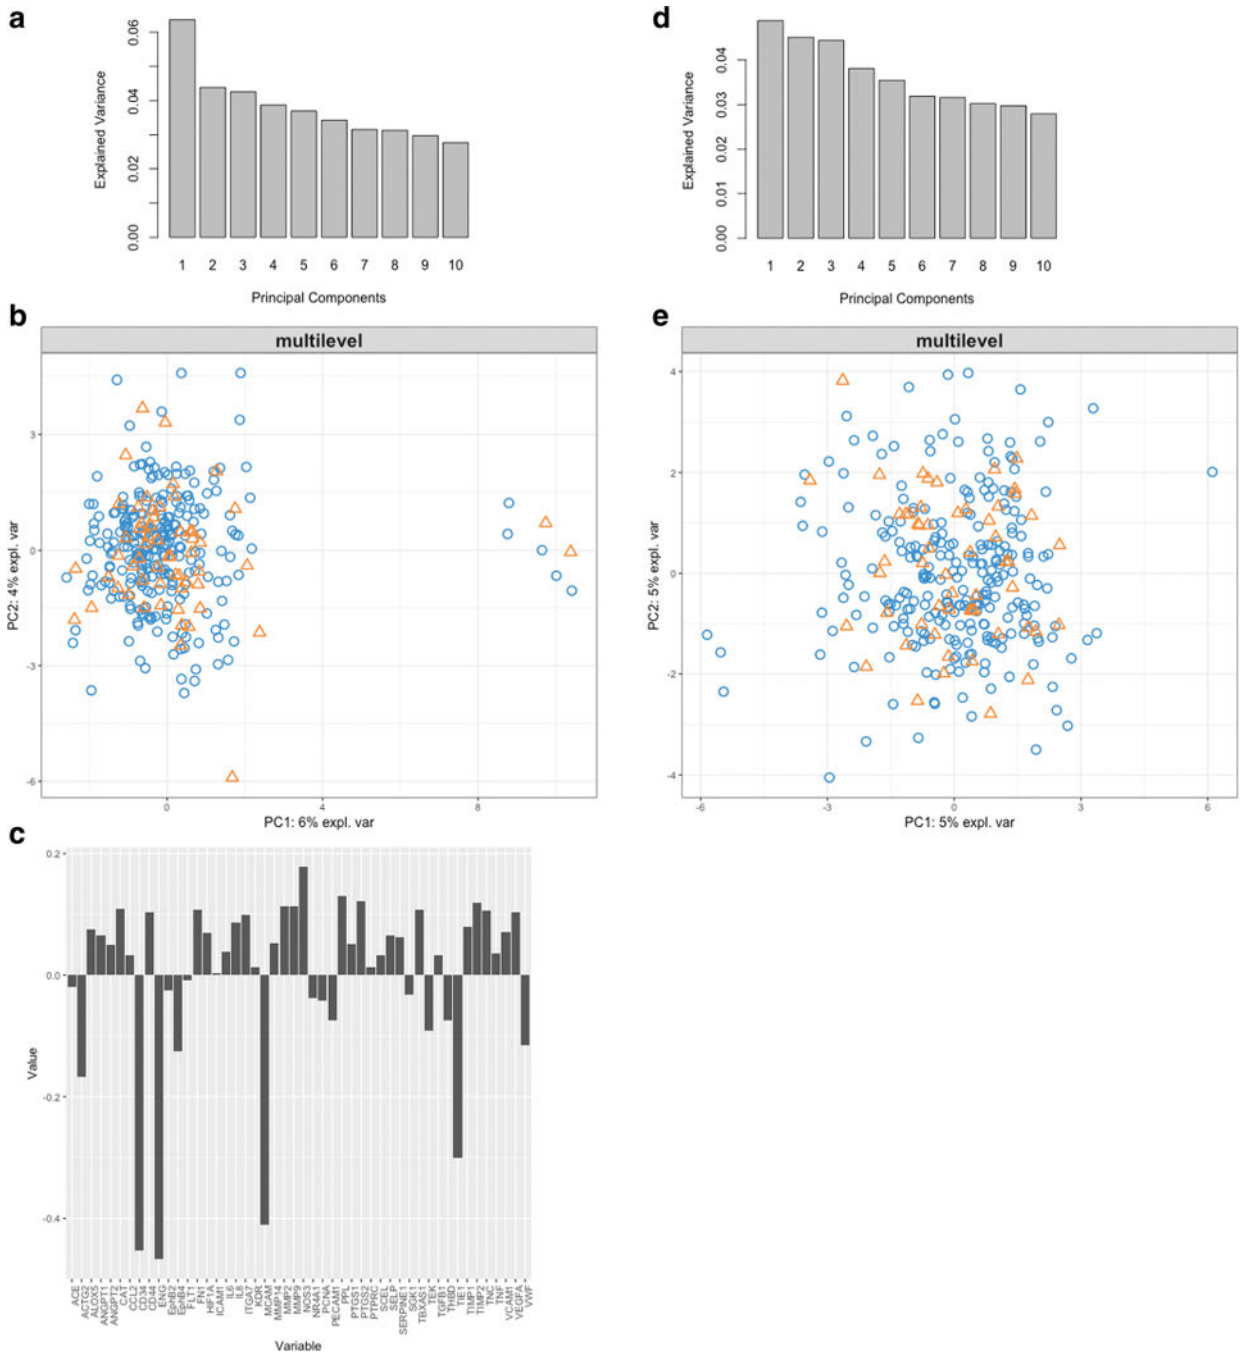 a
Explained Variance
0.06
0.04
0.02
0.00
1 2 3 4 5 6 7 8 9 10
Principal Components
d
Explained Variance
0.04
0.03
0.02
0.01
0.00
1 2 3 4 5 6 7 8 9 10
Principal Components
b
multilevel
PC2: 4% expl. var
3
0
-3
-6
0 4 8
PC1: 6% expl. var
e
multilevel
PC2: 5% expl. var
4
2
0
-2
-4
-6 -3 0 3 6
PC1: 5% expl. var
c
Value
0.2
0.0
-0.2
-0.4
ACE
ACTG2
ALOX5
ANGPT1
ANGPT2
CAT
CCL2
CD34
CD44
ENG
EphB2
EphB4
FLT1
FN1
HIF1A
ICAM1
IL6
IL8
ITGA7
KDR
MCAM
MMP14
MMP2
MMP9
NOS3
NR4A1
PCNA
PECAM1
PPL
PTGS1
PTGS2
PTPRC
SCEL
SELP
SERPINE1
SGK1
TBXAS1
TEK
TGFB1
THBD
TIE1
TIMP1
TIMP2
TNC
TNF
VCAM1
VEGFA
VWF
Variable